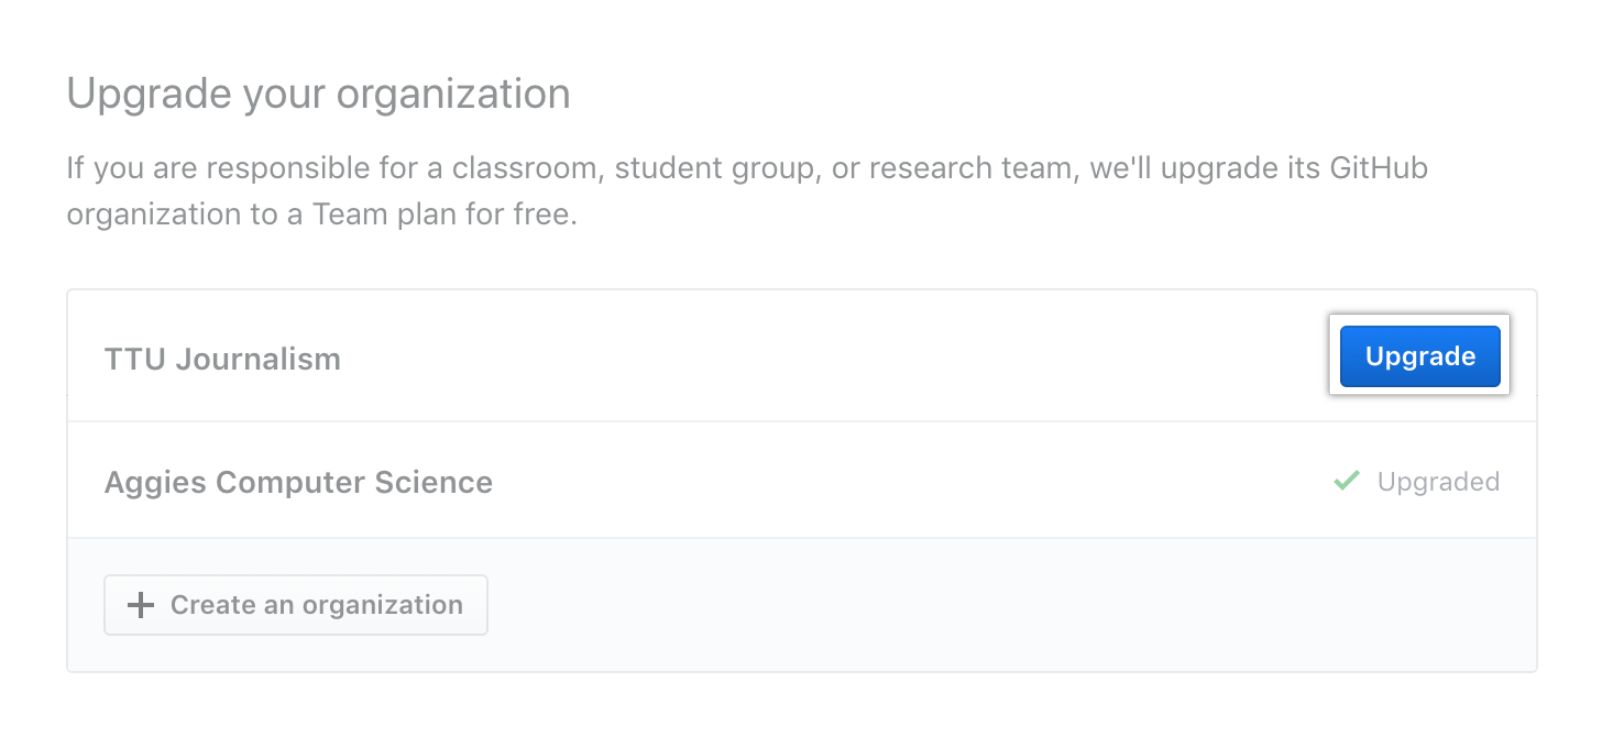 Upgrade your organization
If you are responsible for a classroom, student group, or research team, we'll upgrade its GitHub
organization to a Team plan for free.
TTU Journalism
Upgrade
Aggies Computer Science
Upgraded
Create an organization